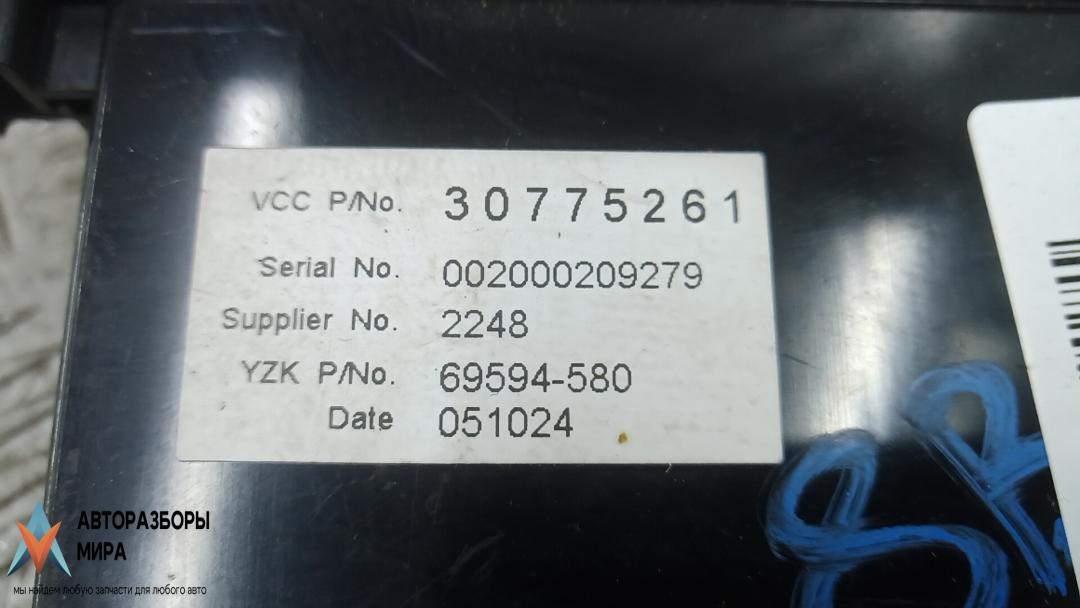 VCC P/No. 30775261
Serial No. 002000209279
Supplier No. 2248
YZK P/No. 69594-580
Date 051024
АВТОРАЗБОРЫ
МИРА
мы найдем любую запчасти для любого авто